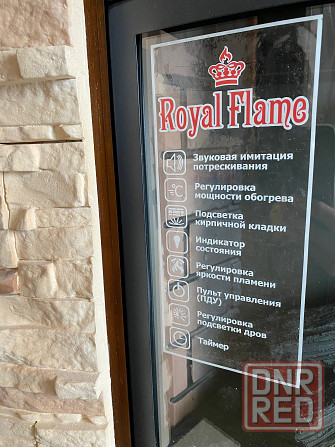 Royal Flame
Звуковая имитация
потрескивания
°C
Регулировка
мощности обогрева
Подсветка
кирпичной кладки
Индикатор
состояния
Регулировка
яркости пламени
Пульт управления
(ПДУ)
Регулировка
подсветки дров
Таймер
DNR
RED